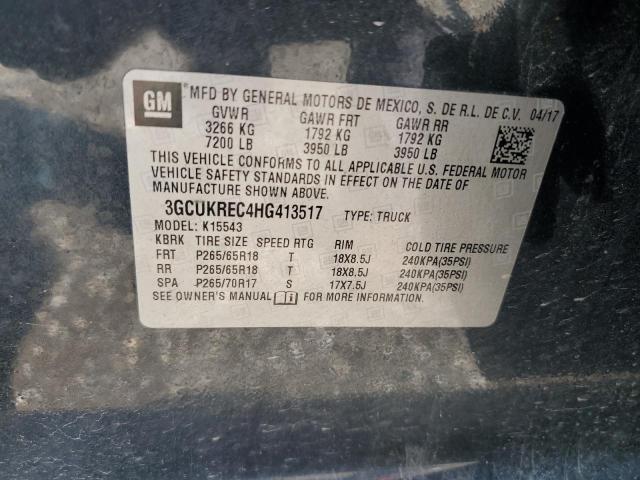 GM ® MFD BY GENERAL MOTORS DE MEXICO, S. DE R.L. DE C.V. 04/17
GVWR GAWR FRT GAWR RR
3266 KG 1792 KG 1792 KG
7200 LB 3950 LB 3950 LB
THIS VEHICLE CONFORMS TO ALL APPLICABLE U.S. FEDERAL MOTOR
VEHICLE SAFETY STANDARDS IN EFFECT ON THE DATE OF
MANUFACTURE SHOWN ABOVE.
3GCUKREC4HG413517 TYPE: TRUCK
MODEL: K15543
KBRK TIRE SIZE SPEED RTG RIM COLD TIRE PRESSURE
FRT P265/65R18 T 18X8.5J 240KPA(35PSI)
RR P265/65R18 T 18X8.5J 240KPA(35PSI)
SPA P265/70R17 S 17X7.5J 240KPA(35PSI)
SEE OWNER'S MANUAL FOR MORE INFORMATION.